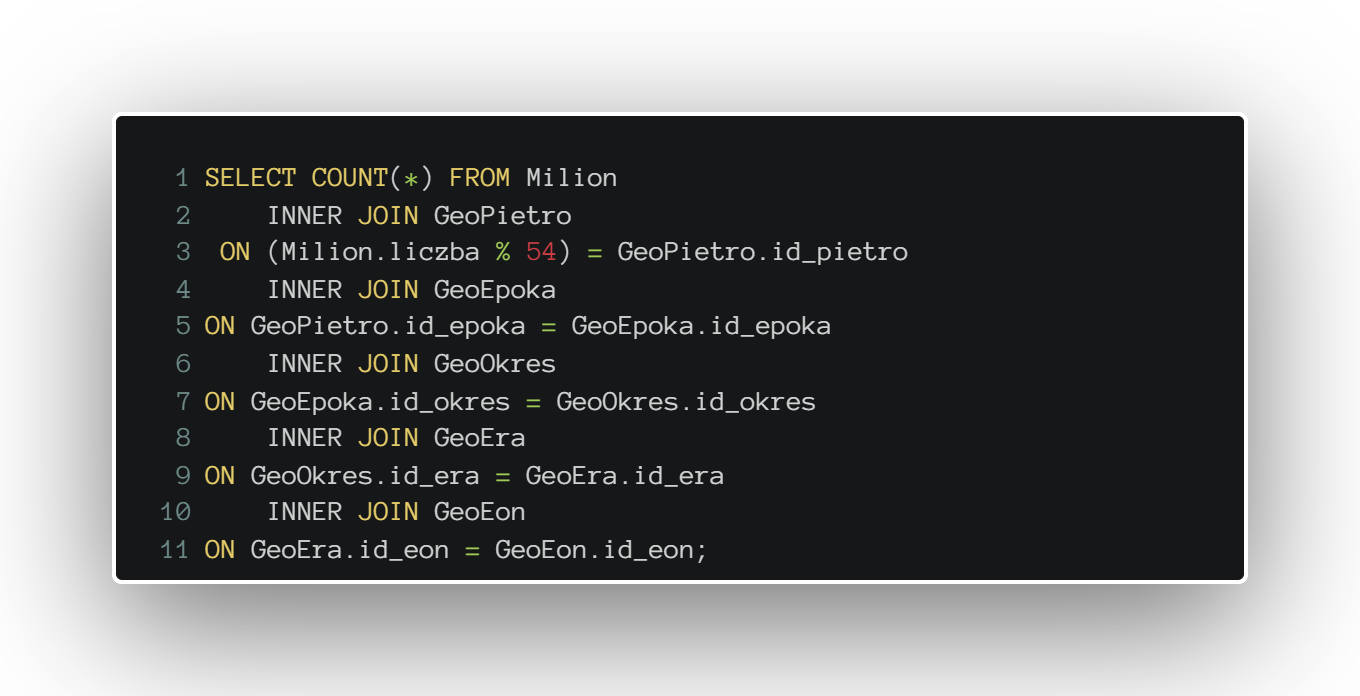 1 SELECT COUNT(*) FROM Milion
2     INNER JOIN GeoPietro
3  ON (Milion.liczba % 54) = GeoPietro.id_pietro
4     INNER JOIN GeoEpoka
5 ON GeoPietro.id_epoka = GeoEpoka.id_epoka
6     INNER JOIN GeoOkres
7 ON GeoEpoka.id_okres = GeoOkres.id_okres
8     INNER JOIN GeoEra
9 ON GeoOkres.id_era = GeoEra.id_era
10     INNER JOIN GeoEon
11 ON GeoEra.id_eon = GeoEon.id_eon;